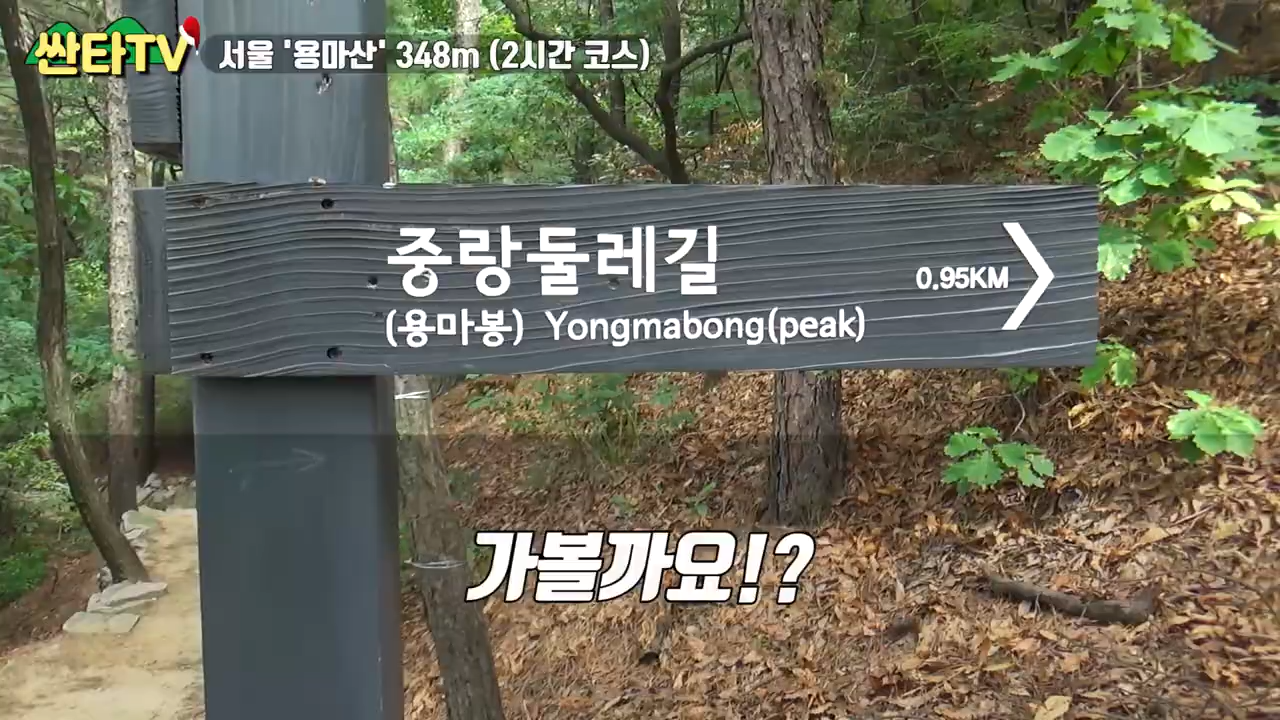 싼타TV
서울 '용마산' 348m (2시간 코스)
중랑둘레길
(용마봉) Yongmabong(peak)
0.95KM
가볼까요!?